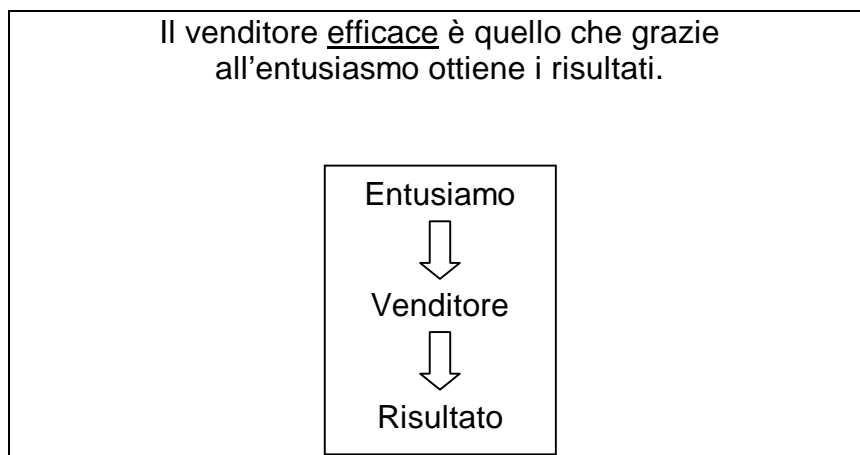 Il venditore efficace è quello che grazie
all’entusiasmo ottiene i risultati.
Entusiamo
Venditore
Risultato